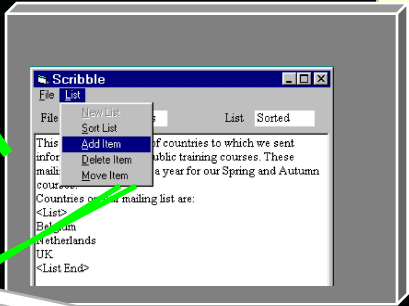 Scribble
File List
File s List Sorted
New List
Sort List
Add Item
Delete Item
Move Item
This of countries to which we sent
infor ublic training courses. These
maili a year for our Spring and Autumn
courses.
Countries o mailing list are:
<List>
Belgium
Netherlands
UK
<List End>